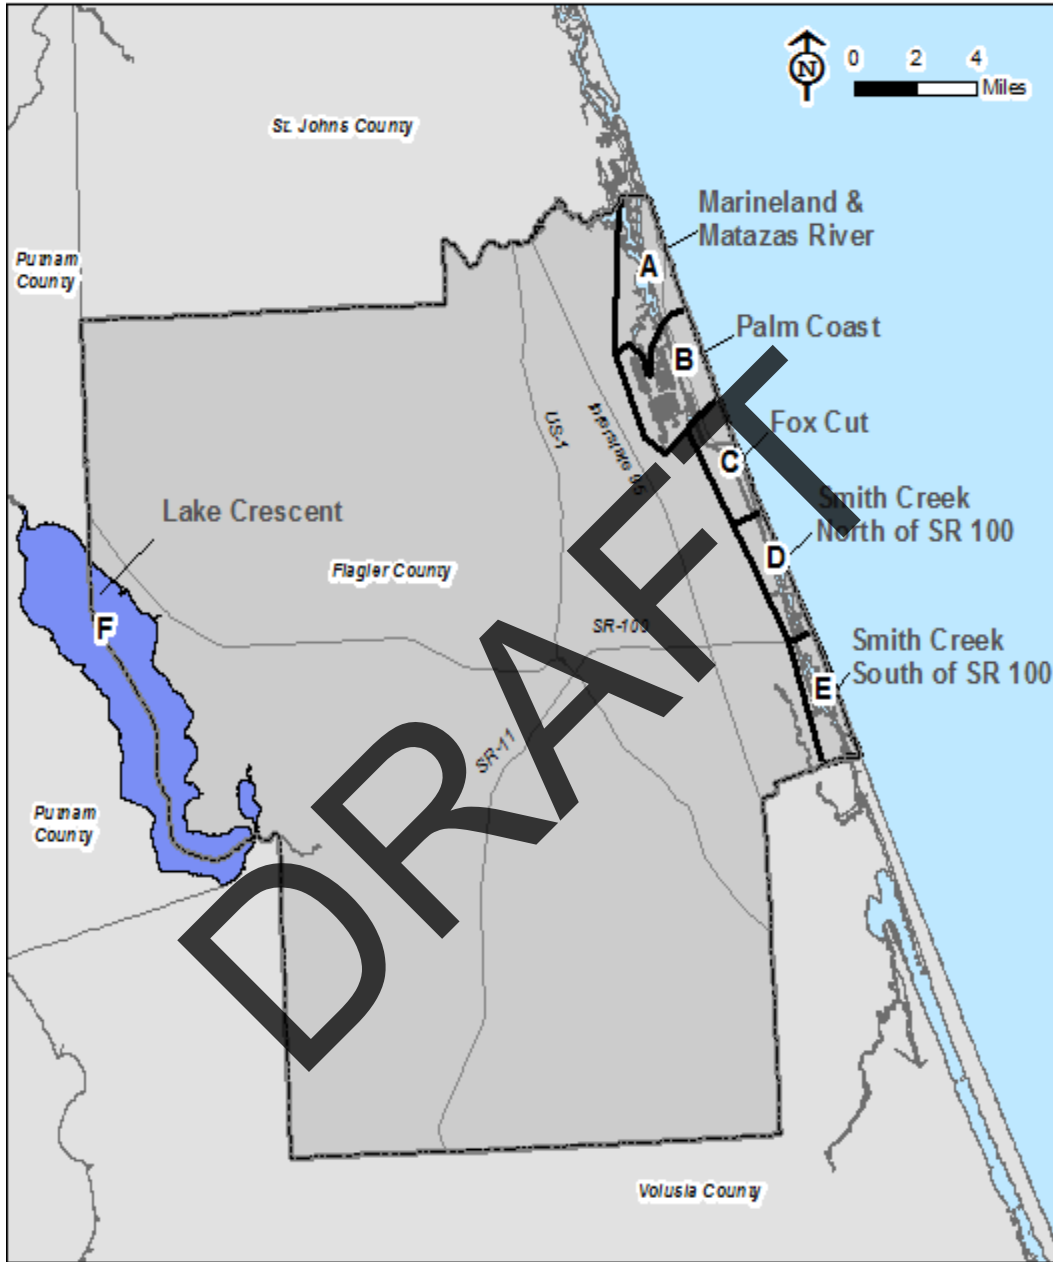 N
0 2 4
Miles
St. Johns County
Marineland &
Matazas River
Putnam
County
A
Palm Coast
B
US-1
Interstate 95
Fox Cut
C
Smith Creek
North of SR 100
Lake Crescent
D
Flagler County
F
SR-100
Smith Creek
South of SR 100
E
SR-11
Putnam
County
DRAFT
Volusia County